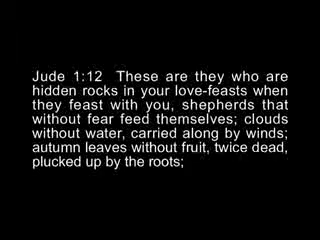 Jude 1:12  These are they who are
hidden rocks in your love-feasts when
they feast with you, shepherds that
without fear feed themselves; clouds
without water, carried along by winds;
autumn leaves without fruit, twice dead,
plucked up by the roots;